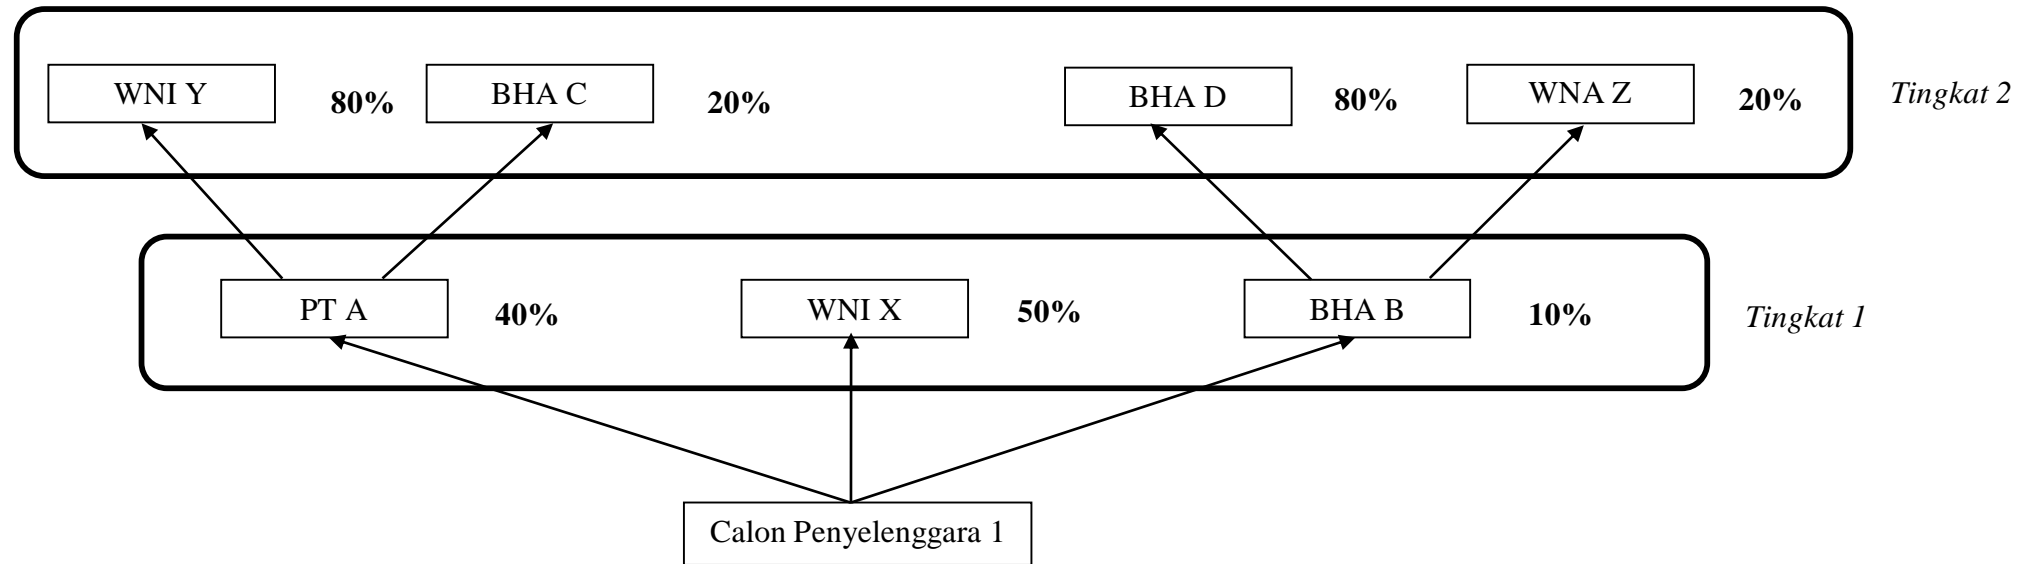 WNI Y 80% BHA C 20% BHA D 80% WNA Z 20% Tingkat 2
PT A 40% WNI X 50% BHA B 10% Tingkat 1
Calon Penyelenggara 1